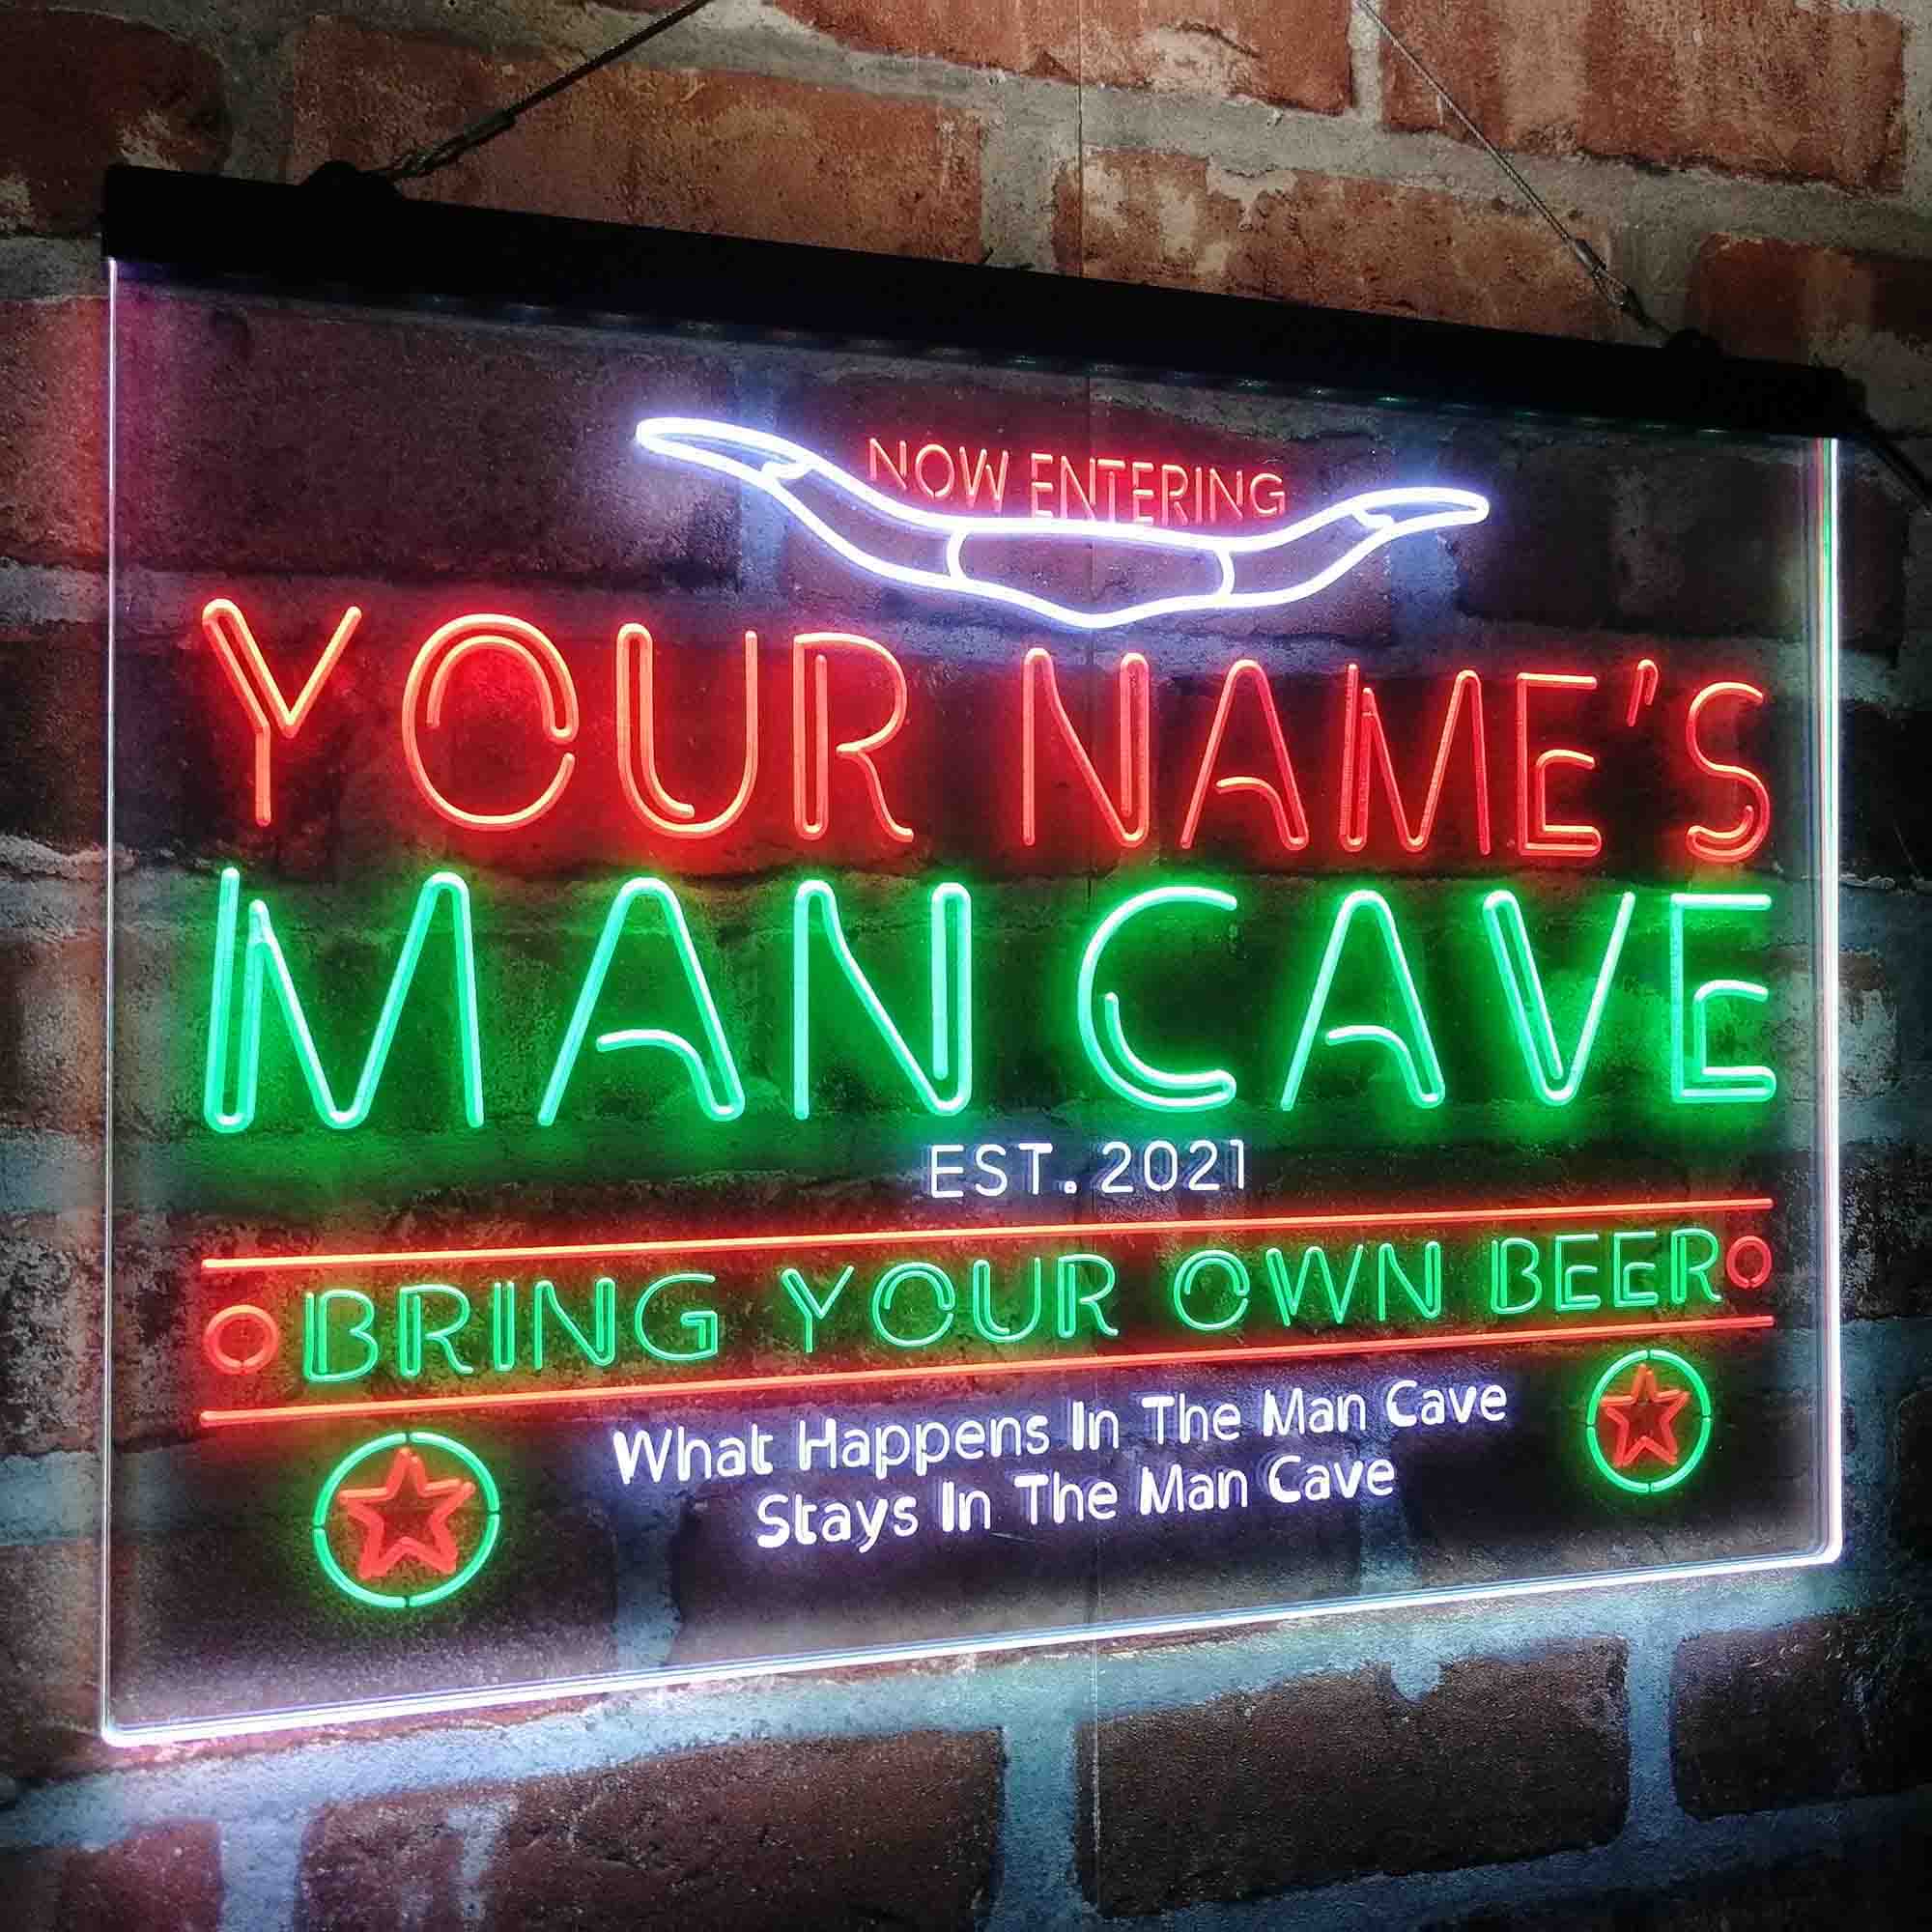 NOW ENTERING
YOUR NAME'S
MAN CAVE
EST. 2021
BRING YOUR OWN BEER
What Happens In The Man Cave
Stays In The Man Cave